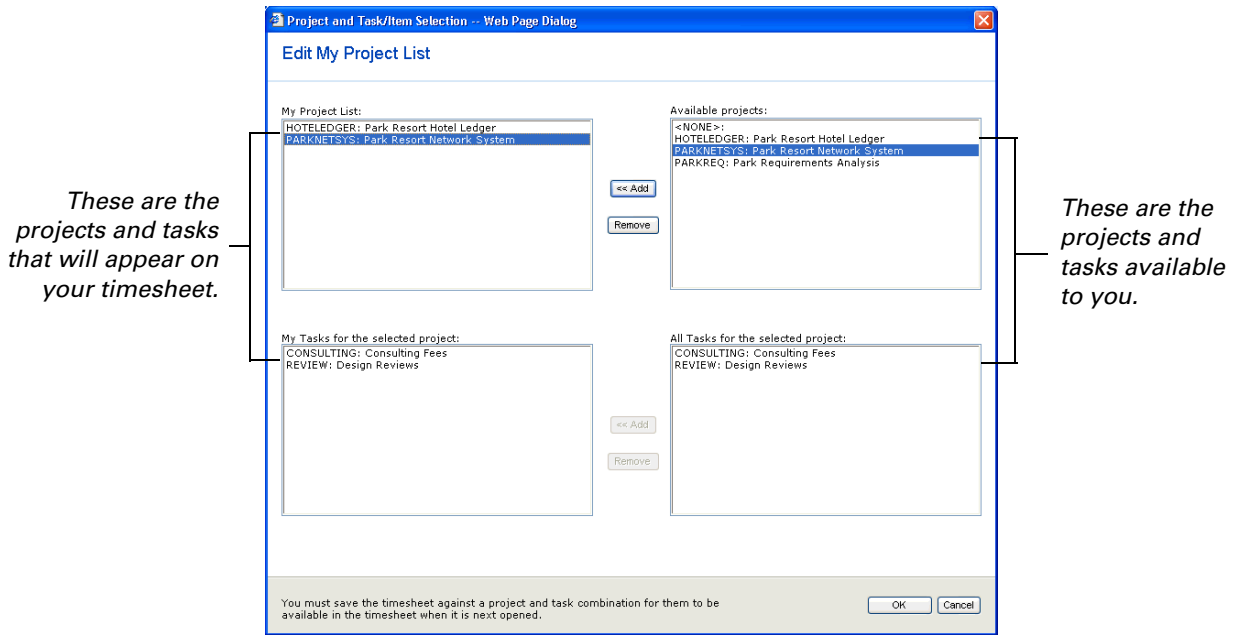 Project and Task/Item Selection -- Web Page Dialog
Edit My Project List
My Project List:
HOTELEDGER: Park Resort Hotel Ledger
PARKNETSYS: Park Resort Network System
Available projects:
<NONE>:
HOTELEDGER: Park Resort Hotel Ledger
PARKNETSYS: Park Resort Network System
PARKREQ: Park Requirements Analysis
<< Add
Remove
These are the
projects and tasks
that will appear on
your timesheet.
These are the
projects and
tasks available
to you.
My Tasks for the selected project:
CONSULTING: Consulting Fees
REVIEW: Design Reviews
All Tasks for the selected project:
CONSULTING: Consulting Fees
REVIEW: Design Reviews
<< Add
Remove
You must save the timesheet against a project and task combination for them to be
available in the timesheet when it is next opened.
OK
Cancel